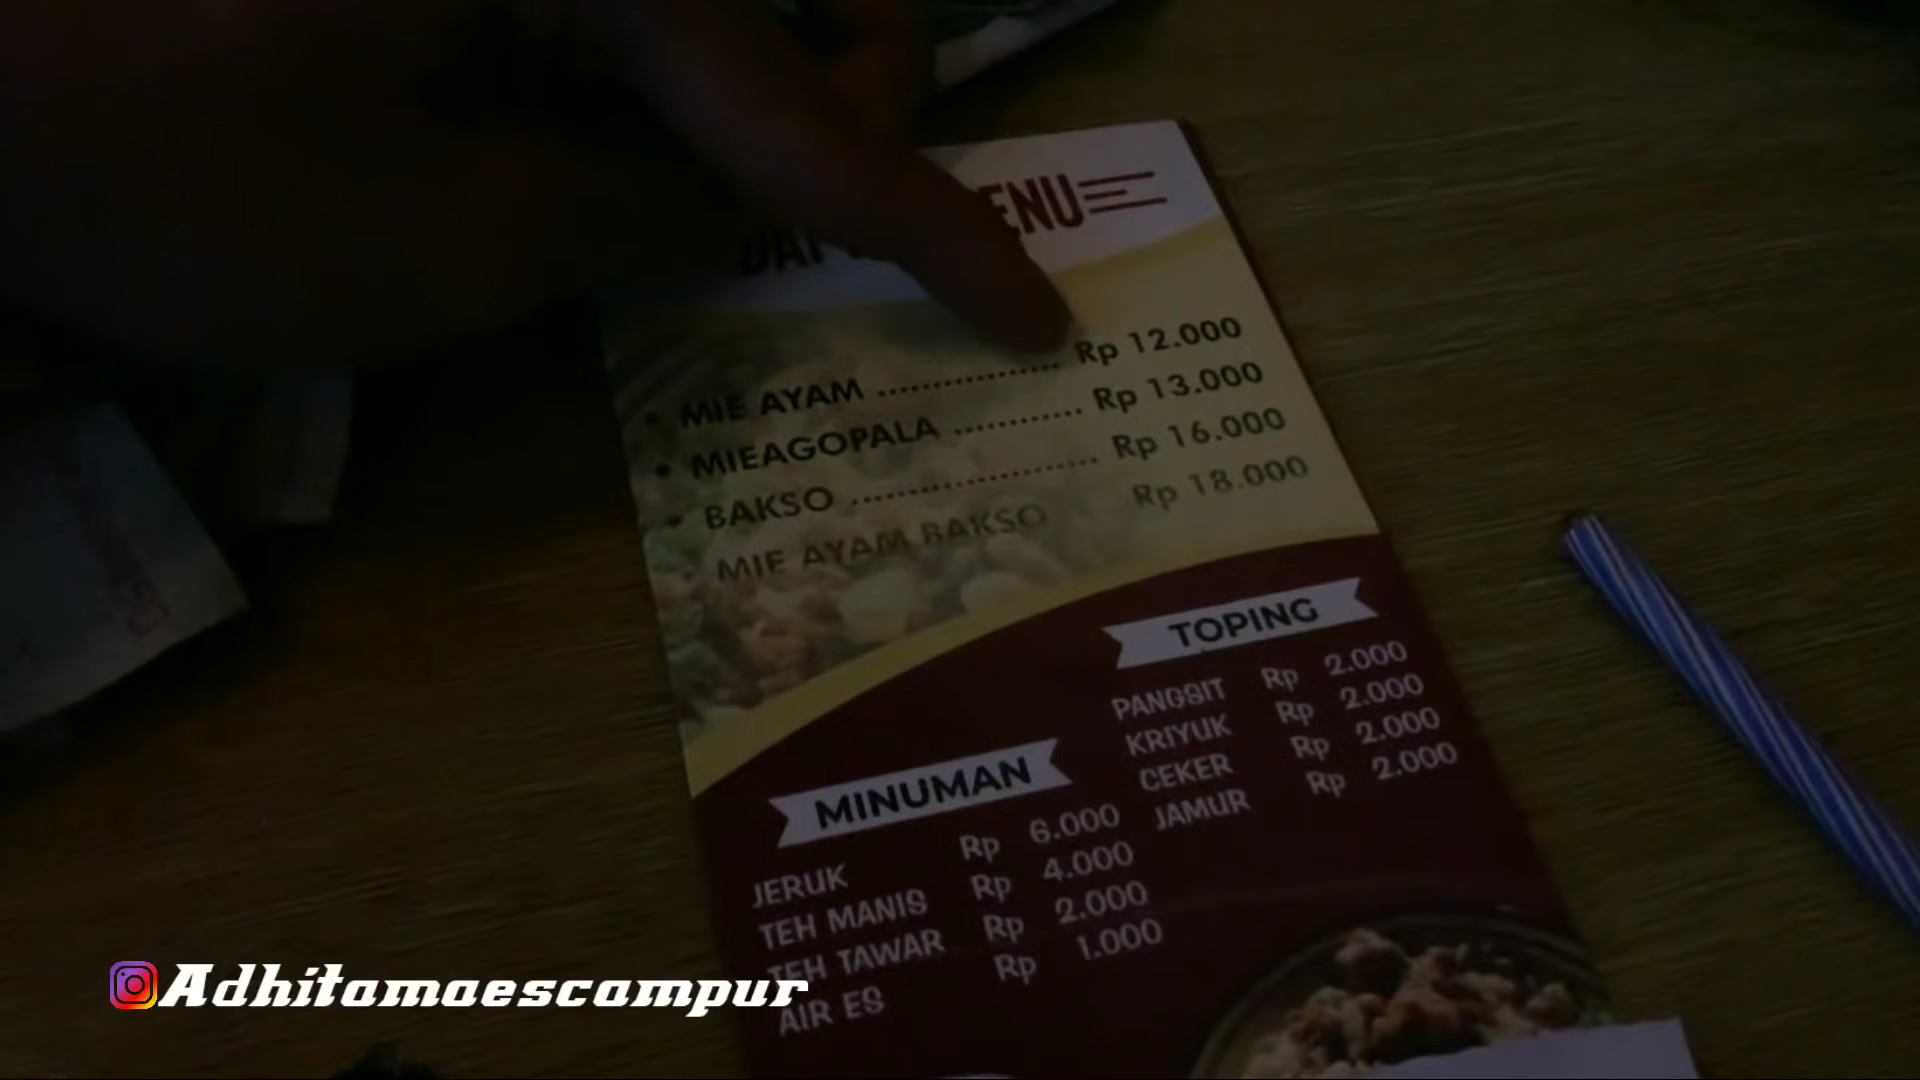 ENU
MIE AYAM .................. Rp 12.000
MIEAGOPALA ............ Rp 13.000
BAKSO ....................... Rp 16.000
MIE AYAM BAKSO Rp 18.000
TOPING
PANGSIT Rp 2.000
KRIYUK Rp 2.000
CEKER Rp 2.000
JAMUR Rp 2.000
MINUMAN
JERUK Rp 6.000
TEH MANIS Rp 4.000
TEH TAWAR Rp 2.000
AIR ES Rp 1.000
Adhitamaescampur